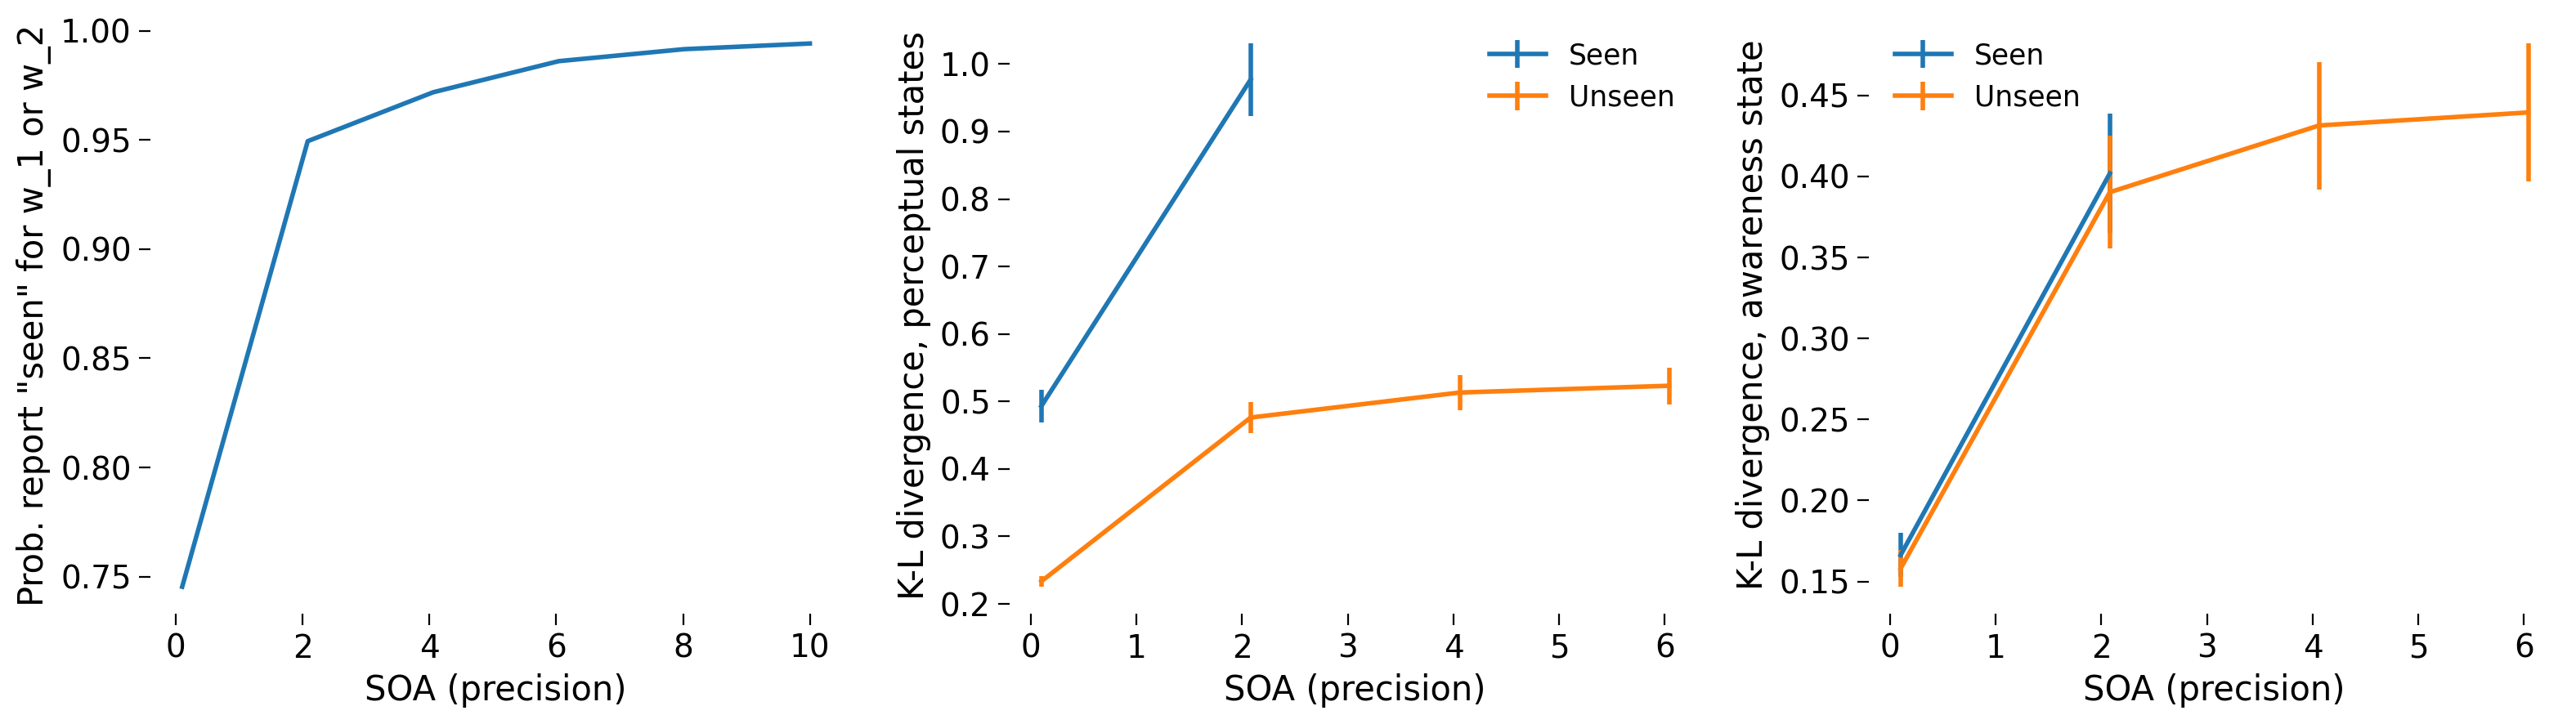 Prob. report "seen" for w_1 or w_2
1.00
0.95
0.90
0.85
0.80
0.75
0 2 4 6 8 10
SOA (precision)
K-L divergence, perceptual states
1.0
0.9
0.8
0.7
0.6
0.5
0.4
0.3
0.2
Seen
Unseen
0 1 2 3 4 5 6
SOA (precision)
K-L divergence, awareness state
0.45
0.40
0.35
0.30
0.25
0.20
0.15
Seen
Unseen
0 1 2 3 4 5 6
SOA (precision)